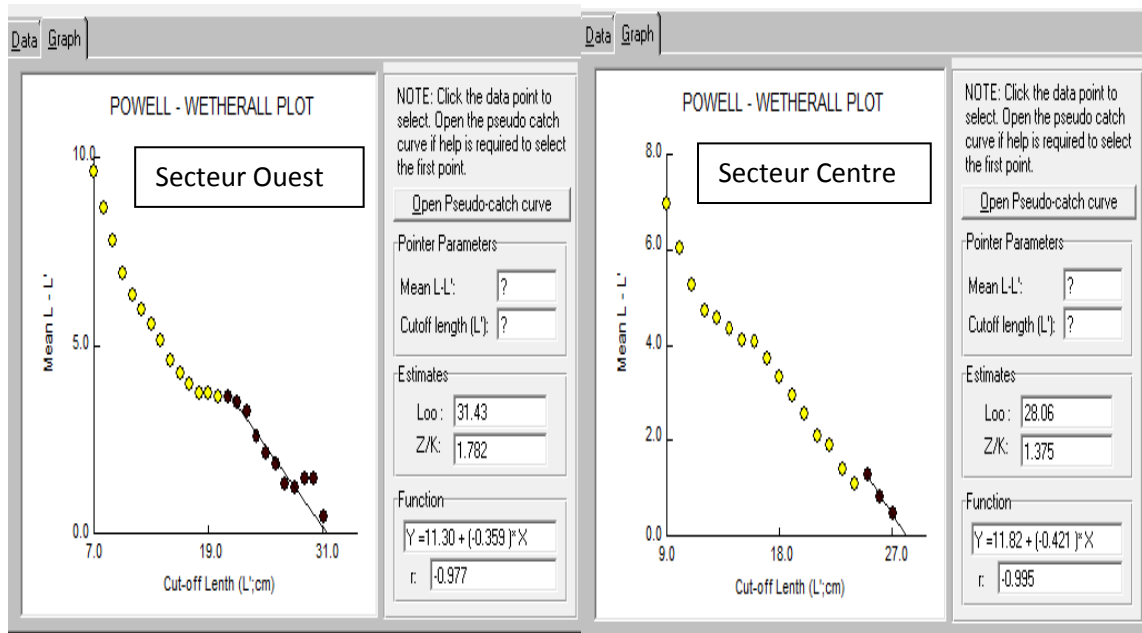 Data Graph
POWELL - WETHERALL PLOT
Secteur Ouest
10.0
5.0
0.0
7.0 19.0 31.0
Mean L - L'
Cut-off Lenth (L';cm)
NOTE: Click the data point to
select. Open the pseudo catch
curve if help is required to select
the first point.
Open Pseudo-catch curve
Pointer Parameters
Mean L-L': ?
Cutoff length (L'): ?
Estimates
Loo : 31.43
Z/K: 1.782
Function
Y =11.30 + (-0.359 )* X
r: -0.977
Data Graph
POWELL - WETHERALL PLOT
Secteur Centre
8.0
6.0
4.0
2.0
0.0
9.0 18.0 27.0
Mean L - L'
Cut-off Lenth (L';cm)
NOTE: Click the data point to
select. Open the pseudo catch
curve if help is required to select
the first point.
Open Pseudo-catch curve
Pointer Parameters
Mean L-L': ?
Cutoff length (L'): ?
Estimates
Loo : 28.06
Z/K: 1.375
Function
Y =11.82 + (-0.421 )* X
r: -0.995